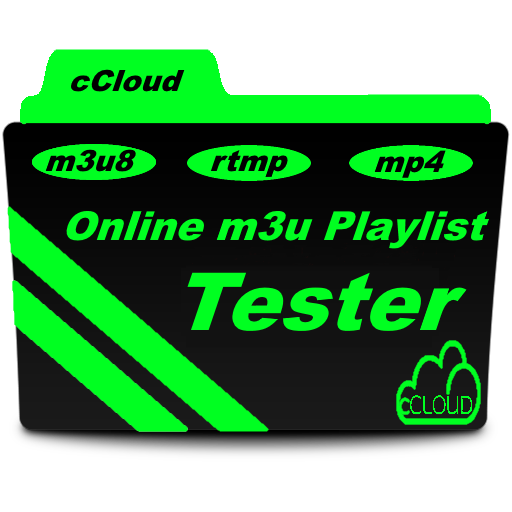 cCloud
m3u8 rtmp mp4
Online m3u Playlist
Tester
cCLOUD